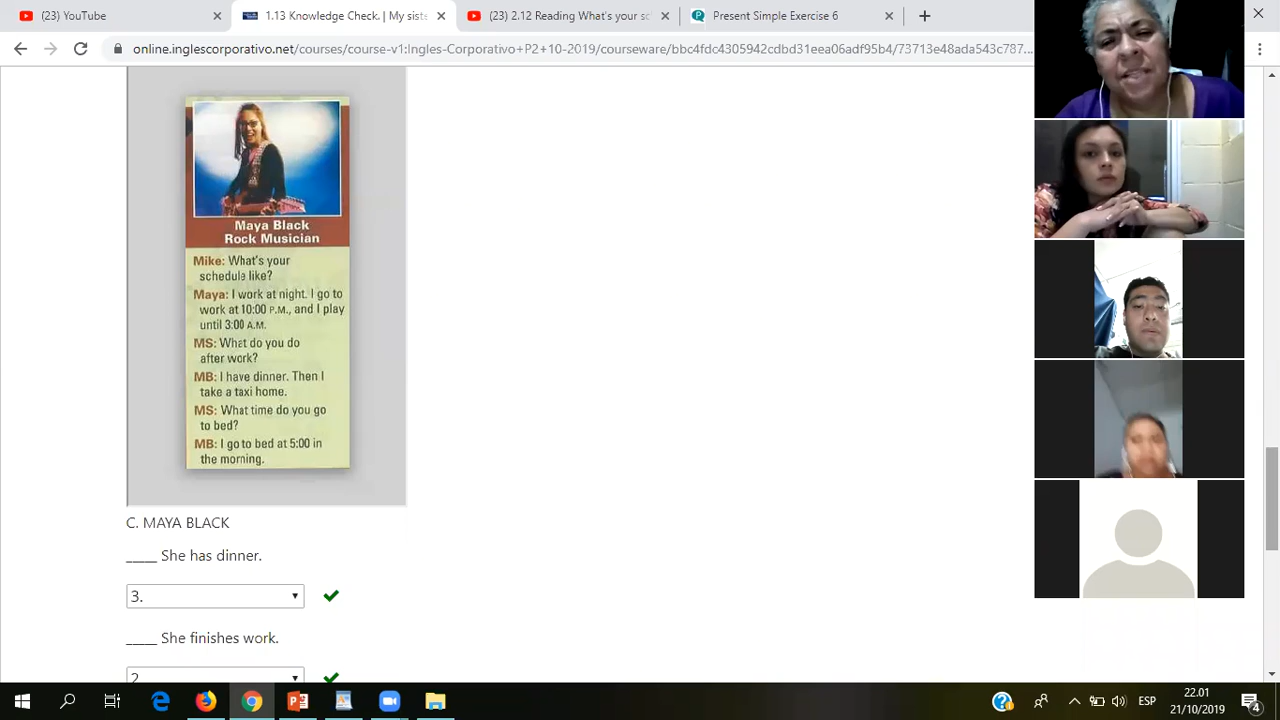 (23) YouTube
1.13 Knowledge Check. | My siste
(23) 2.12 Reading What's your sc
Present Simple Exercise 6
online.inglescorporativo.net/courses/course-v1:Ingles-Corporativo+P2+10-2019/courseware/bbc4fdc4305942cdbd31eea06adf95b4/73713e48ada543c787...
Maya Black
Rock Musician
Mike: What's your
schedule like?
Maya: I work at night. I go to
work at 10:00 P.M., and I play
until 3:00 A.M.
MS: What do you do
after work?
MB: I have dinner. Then I
take a taxi home.
MS: What time do you go
to bed?
MB: I go to bed at 5:00 in
the morning.
C. MAYA BLACK
_____ She has dinner.
3.
_____ She finishes work.
2
ESP
22.01
21/10/2019
4